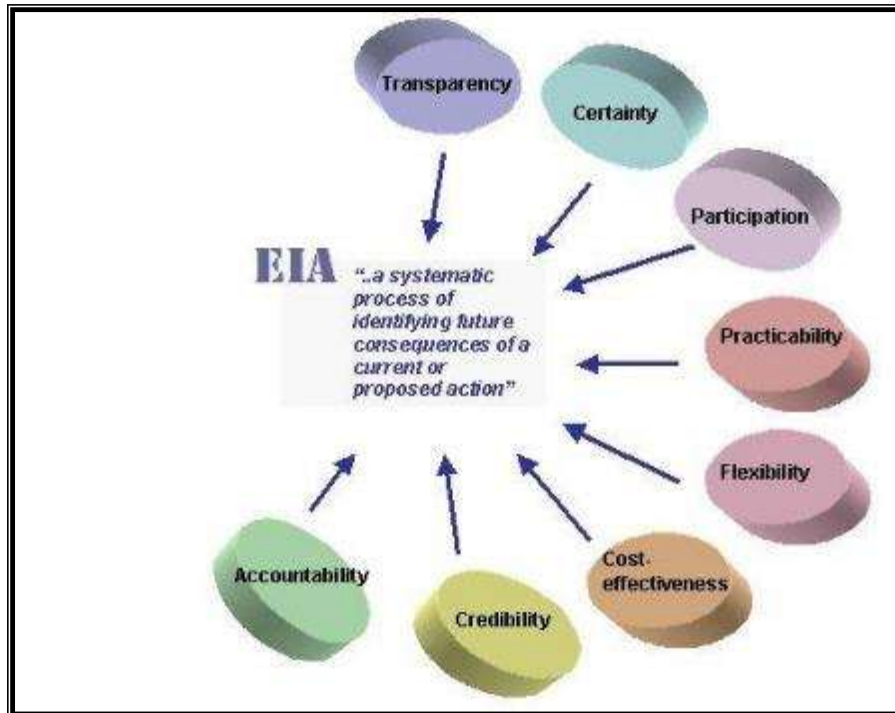 Transparency
Certainty
Participation
EIA
“..a systematic
process of
identifying future
consequences of a
current or
proposed action”
Practicability
Flexibility
Cost-
effectiveness
Credibility
Accountability